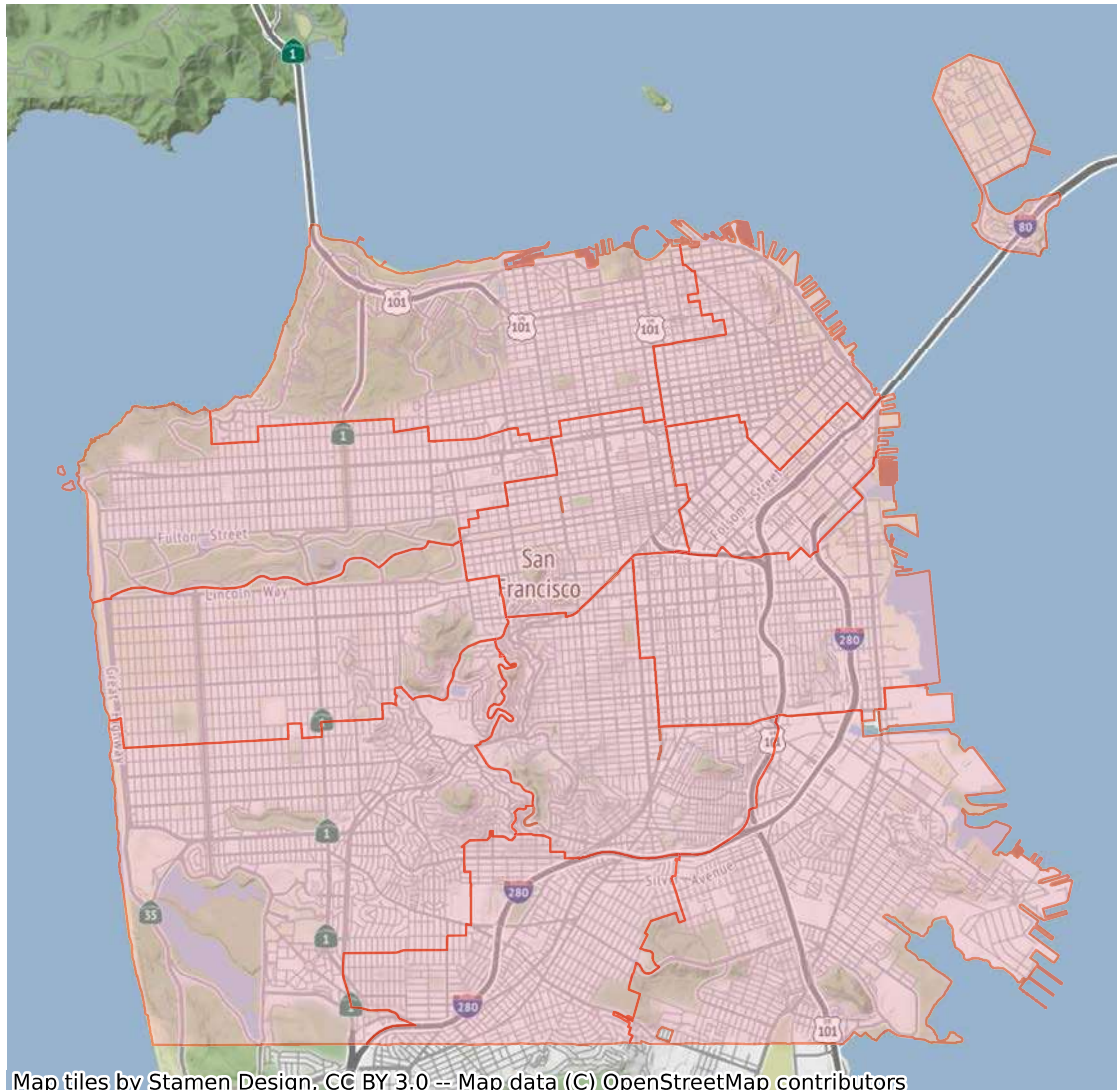 1
80
101
101
101
1
Fulton Street
Folsom Street
San
Francisco
Lincoln Way
280
Great Highway
101
1
280
Silver Avenue
35
1
280
101
Map tiles by Stamen Design, CC BY 3.0 -- Map data (C) OpenStreetMap contributors